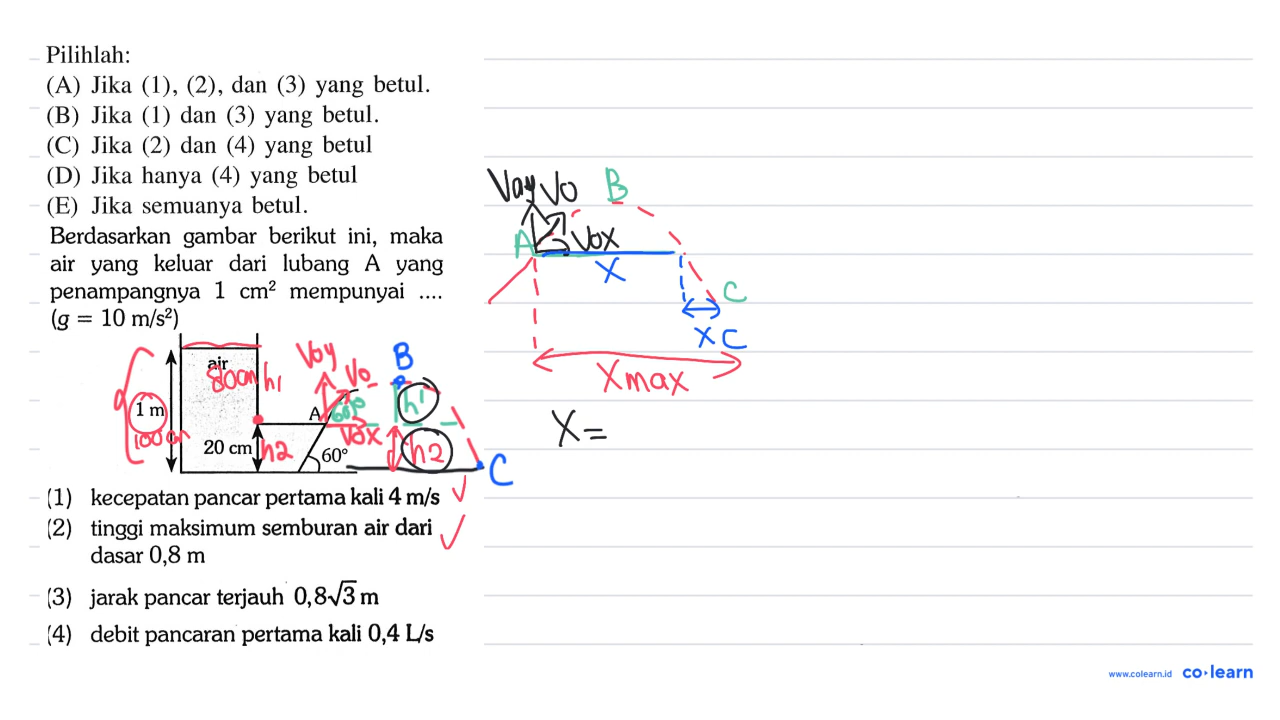 Pilihlah:
(A) Jika (1), (2), dan (3) yang betul.
(B) Jika (1) dan (3) yang betul.
(C) Jika (2) dan (4) yang betul
(D) Jika hanya (4) yang betul
(E) Jika semuanya betul.
Berdasarkan gambar berikut ini, maka
air yang keluar dari lubang A yang
penampangnya 1 cm² mempunyai ....
(g = 10 m/s²)
air
80cm h1
1 m
100cm
20 cm h2
A
60°
Voy
Vo
60°
Vox
B
h1
h2
C
(1) kecepatan pancar pertama kali 4 m/s
(2) tinggi maksimum semburan air dari
dasar 0,8 m
(3) jarak pancar terjauh 0,8√3 m
(4) debit pancaran pertama kali 0,4 L/s
Voy Vo B
A Vox
X
C
X C
Xmax
X =
www.colearn.id co·learn